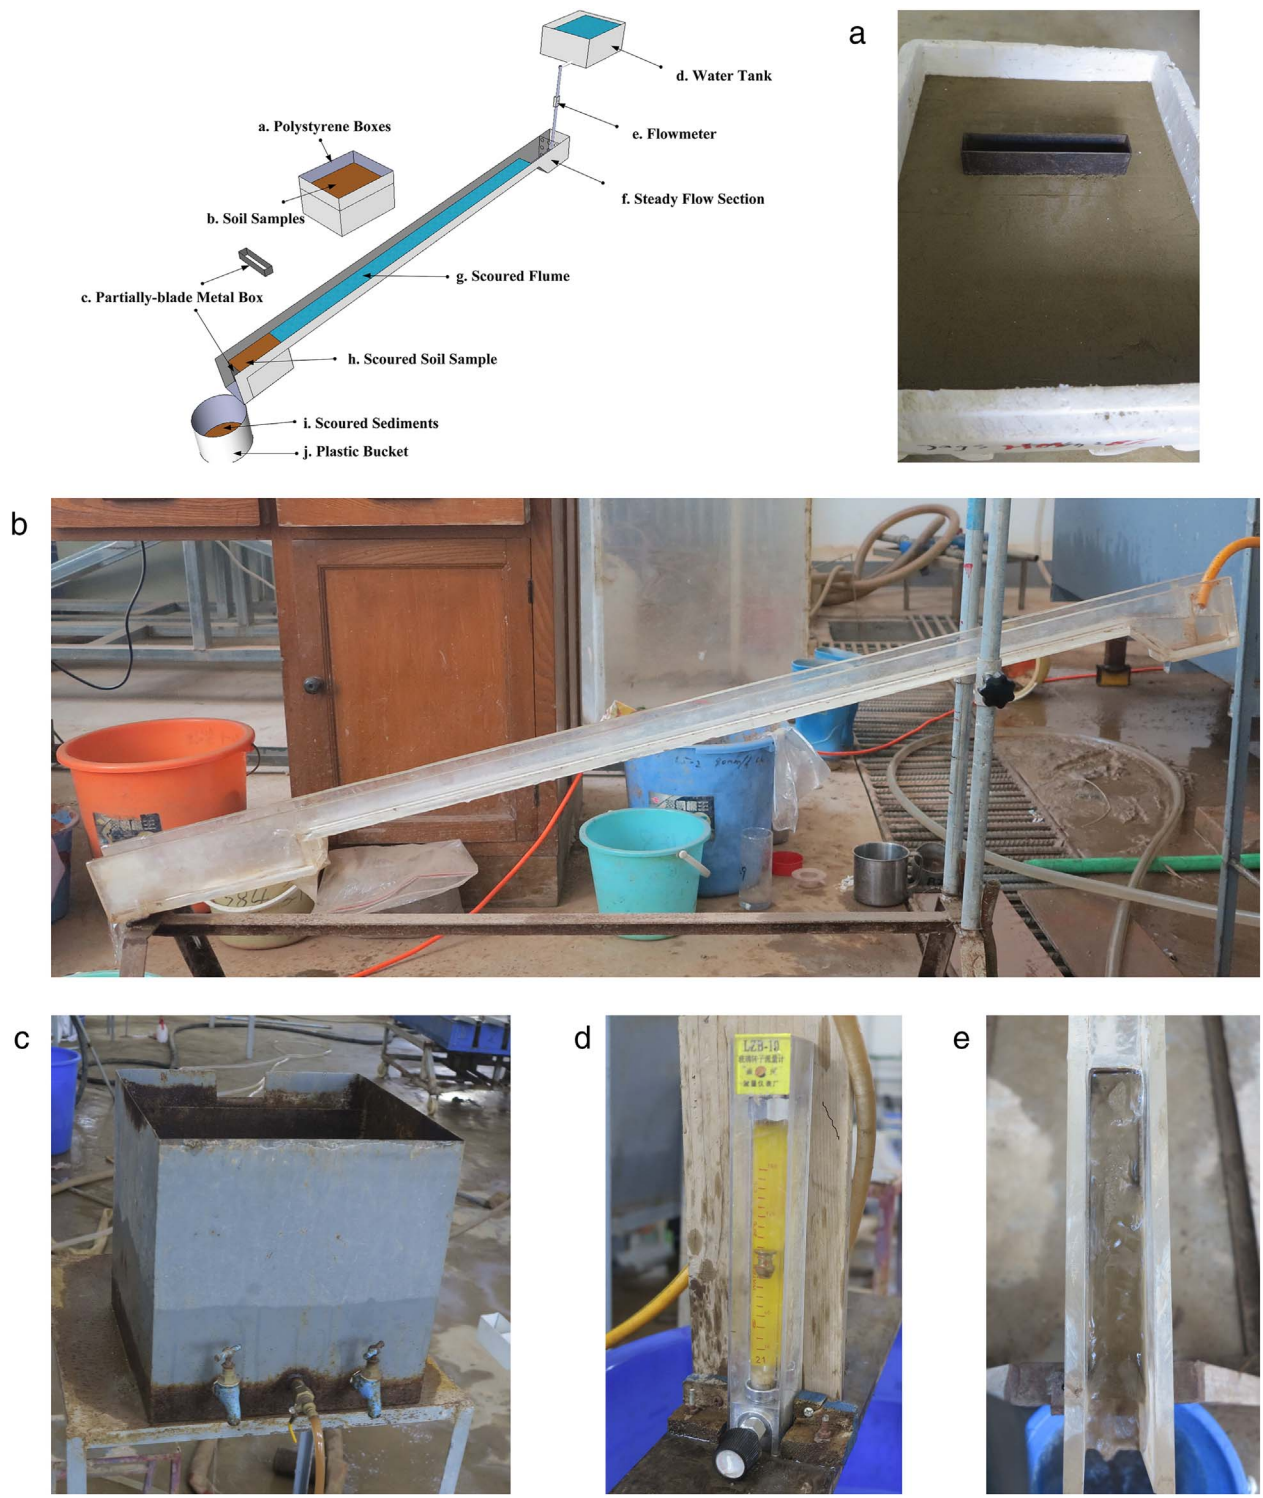 a
d. Water Tank
a. Polystyrene Boxes
e. Flowmeter
f. Steady Flow Section
b. Soil Samples
g. Scoured Flume
c. Partially-blade Metal Box
h. Scoured Soil Sample
i. Scoured Sediments
j. Plastic Bucket
b
c
d
e
LZB-10
21